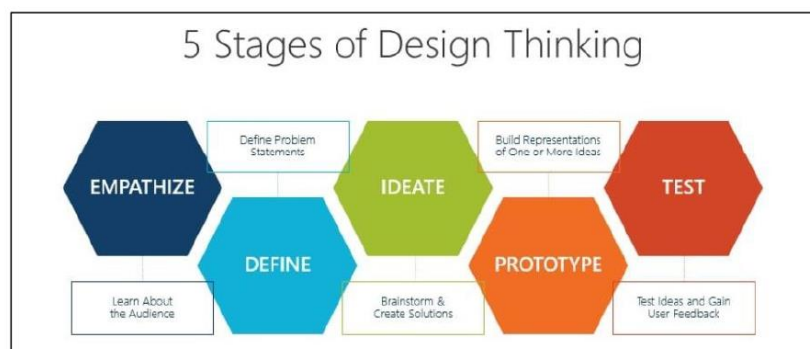 5 Stages of Design Thinking
EMPATHIZE
Learn About
the Audience
Define Problem
Statements
DEFINE
IDEATE
Brainstorm &
Create Solutions
Build Representations
of One or More Ideas
PROTOTYPE
TEST
Test Ideas and Gain
User Feedback